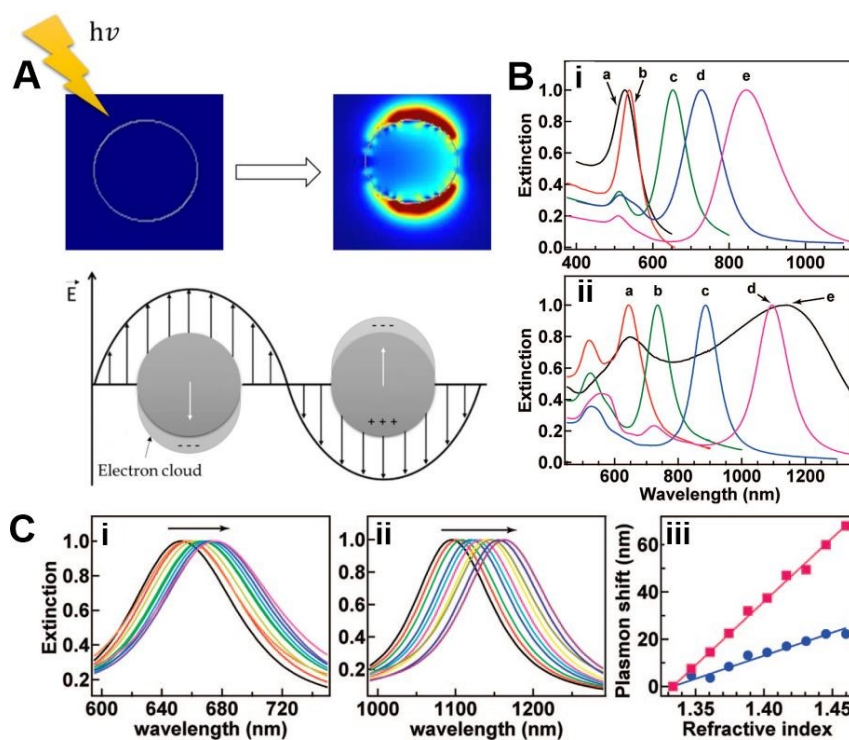 hν
A
E
- - -
- - -
+ + +
Electron cloud
B
i
a b c d e
Extinction
1.0
0.8
0.6
0.4
0.2
0.0
400 600 800 1000
ii
a b c d e
Extinction
1.0
0.8
0.6
0.4
0.2
0.0
600 800 1000 1200
Wavelength (nm)
C
i
Extinction
1.0
0.8
0.6
0.4
0.2
600 640 680 720
wavelength (nm)
ii
1.0
0.8
0.6
0.4
0.2
1000 1100 1200
wavelength (nm)
iii
Plasmon shift (nm)
60
40
20
0
1.35 1.40 1.45
Refractive index